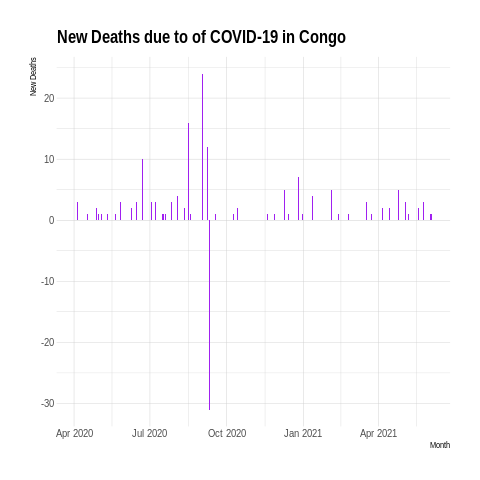 New Deaths due to of COVID-19 in Congo
New Deaths
20
10
0
-10
-20
-30
Apr 2020 Jul 2020 Oct 2020 Jan 2021 Apr 2021
Month